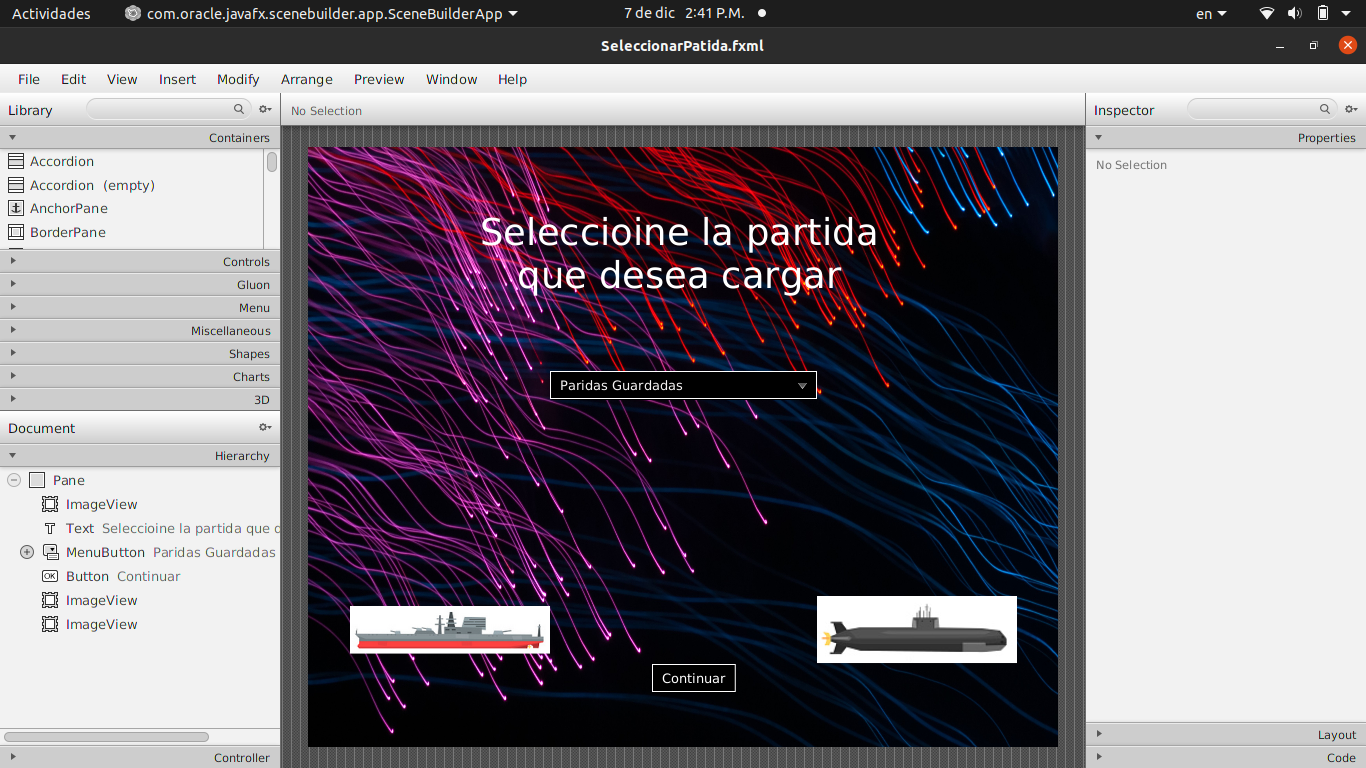 Actividades com.oracle.javafx.scenebuilder.app.SceneBuilderApp 7 de dic 2:41 P.M. en
SeleccionarPatida.fxml
File Edit View Insert Modify Arrange Preview Window Help
Library
No Selection
Inspector
Containers
Properties
Accordion
No Selection
Accordion (empty)
AnchorPane
BorderPane
Controls
Gluon
Menu
Miscellaneous
Shapes
Charts
3D
Document
Hierarchy
Pane
ImageView
Text Seleccioine la partida que d
MenuButton Paridas Guardadas
OK Button Continuar
ImageView
ImageView
Controller
Seleccioine la partida
que desea cargar
Paridas Guardadas
Continuar
Layout
Code